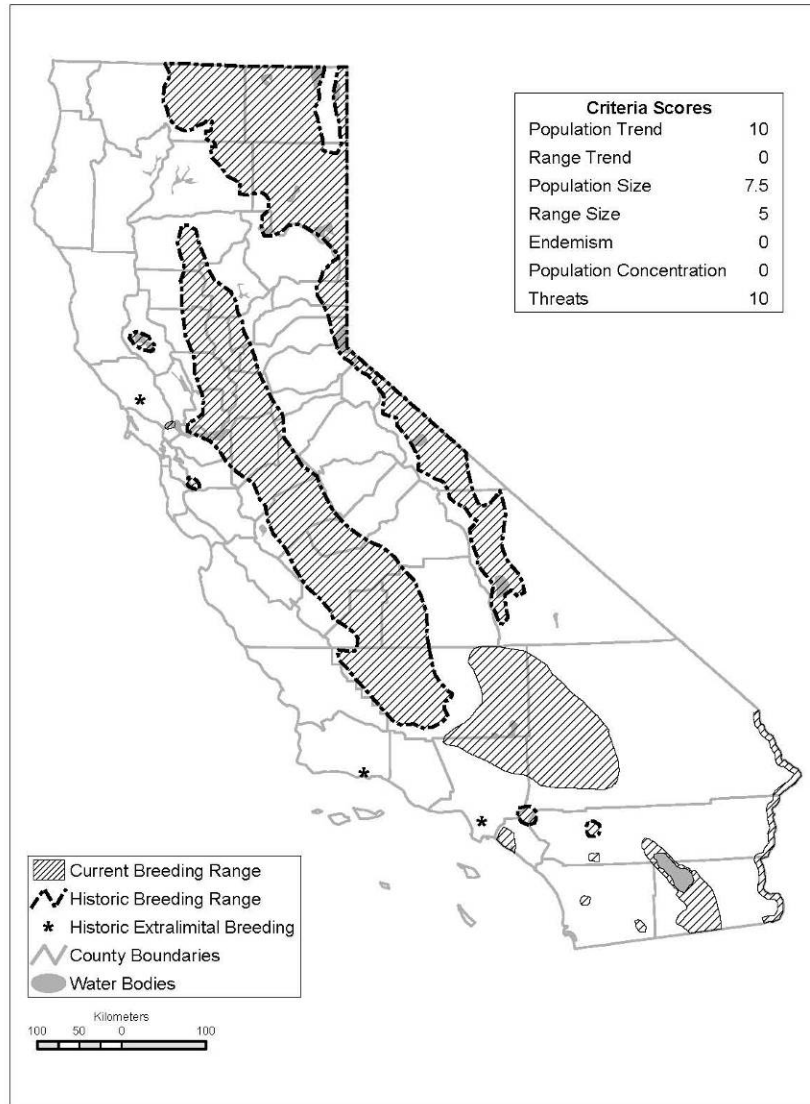 Criteria Scores
Population Trend 10
Range Trend 0
Population Size 7.5
Range Size 5
Endemism 0
Population Concentration 0
Threats 10
Current Breeding Range
Historic Breeding Range
* Historic Extralimital Breeding
County Boundaries
Water Bodies
Kilometers
100 50 0 100